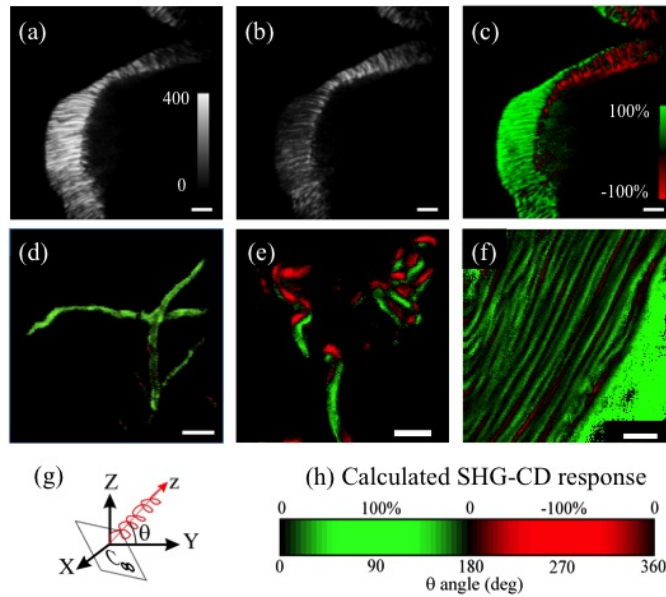 (a)
400
0
(b)
(c)
100%
-100%
(d)
(e)
(f)
(g)
Z
z
θ
Y
X
(h) Calculated SHG-CD response
0 100% 0 -100% 0
0 90 180 270 360
θ angle (deg)